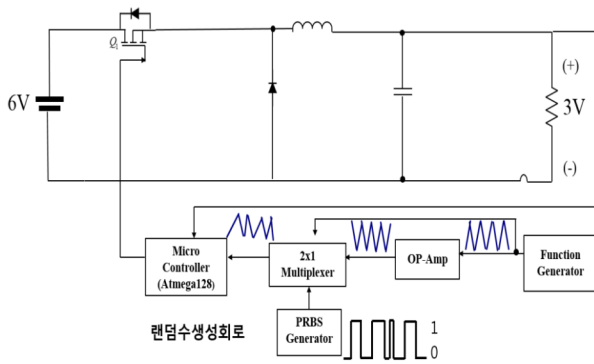 Q1
6V
(+)
3V
(-)
Micro
Controller
(Atmega128)
2x1
Multiplexer
OP-Amp
Function
Generator
PRBS
Generator
랜덤수생성회로
1
0